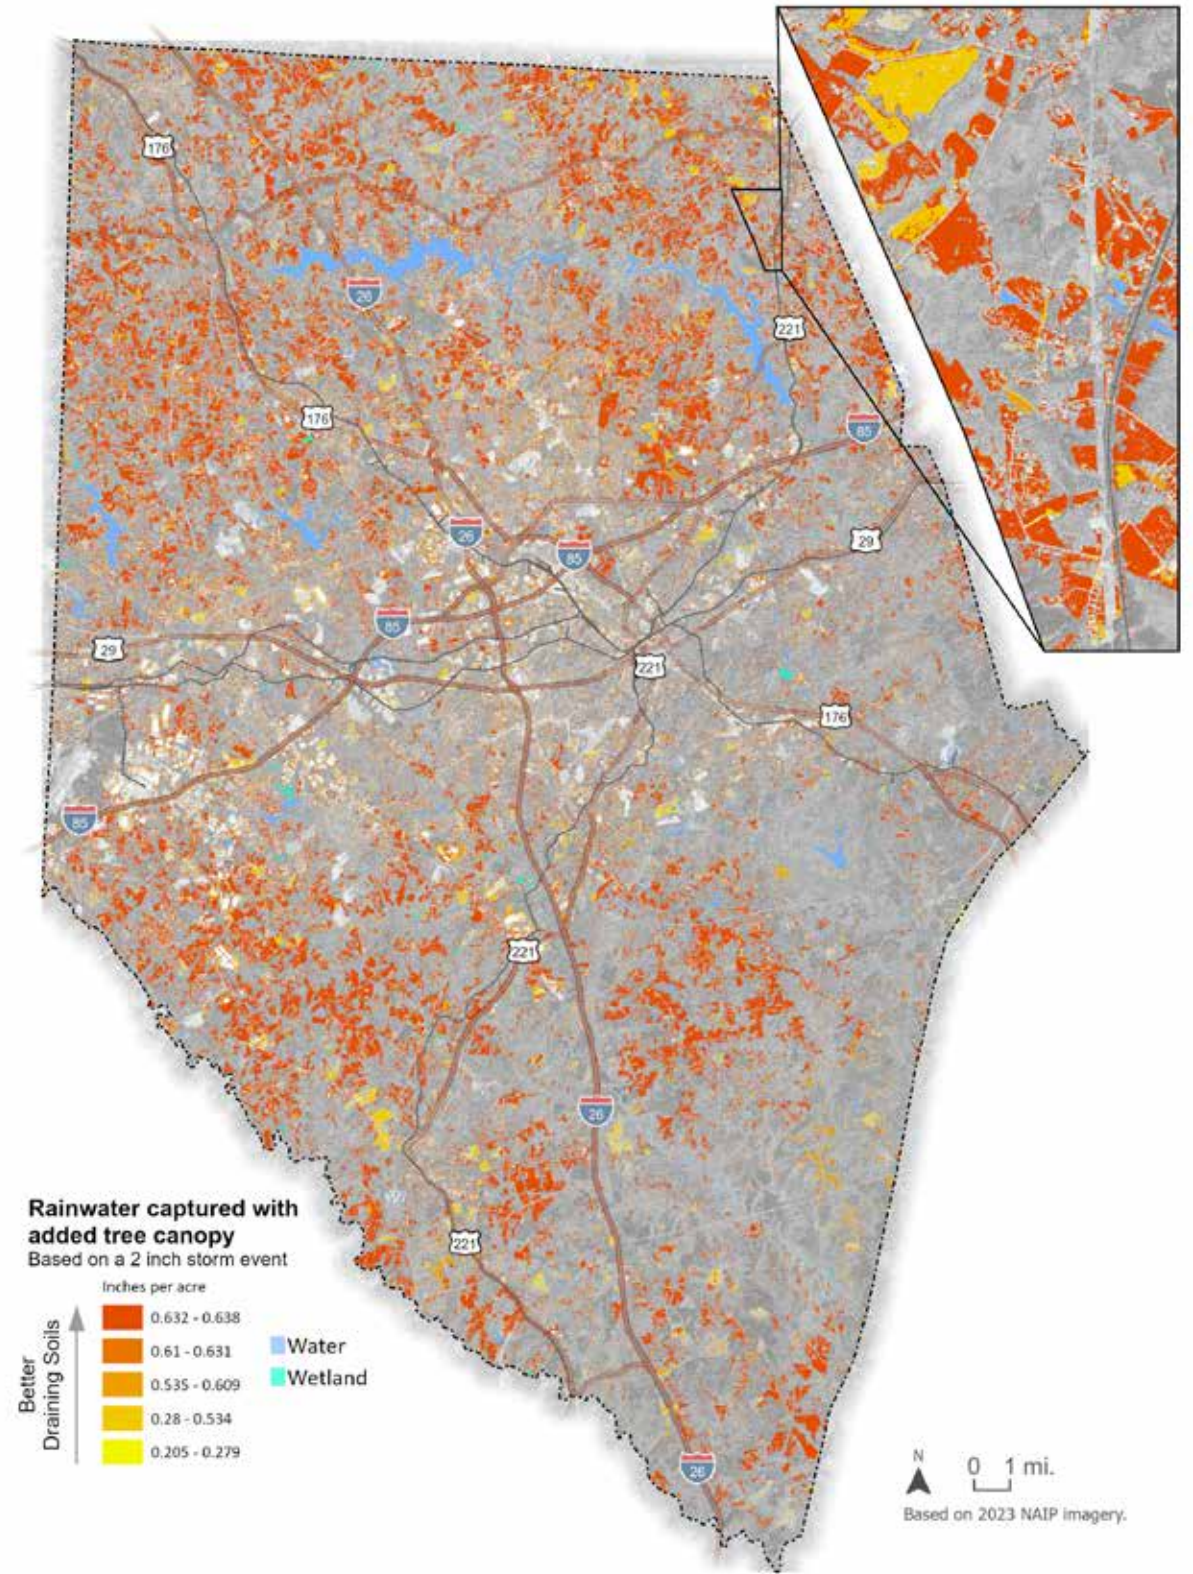 176
26
221
176
85
26
85
29
85
29
221
176
85
221
26
221
26
Rainwater captured with
added tree canopy
Based on a 2 inch storm event
Inches per acre
0.632 - 0.638
0.61 - 0.631
0.535 - 0.609
0.28 - 0.534
0.205 - 0.279
Better
Draining Soils
Water
Wetland
N
0 1 mi.
Based on 2023 NAIP imagery.